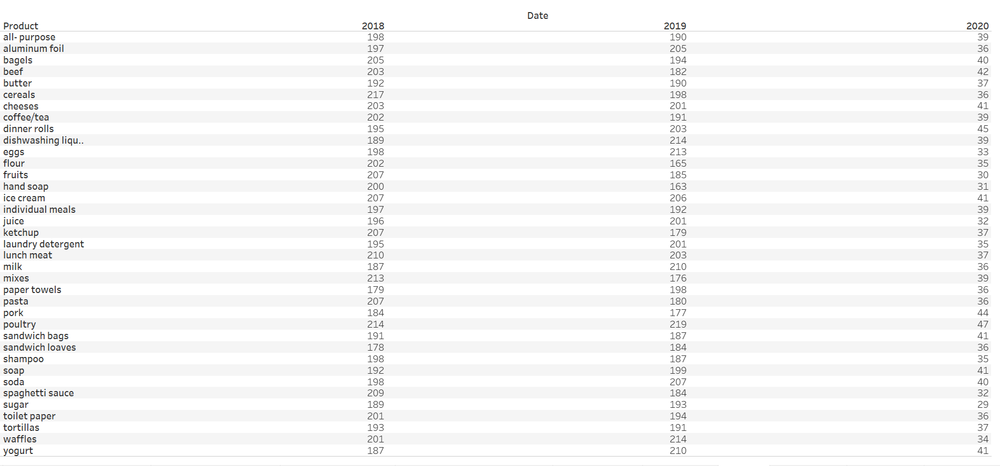 Date
Product 2018 2019 2020
all- purpose 198 190 39
aluminum foil 197 205 36
bagels 205 194 40
beef 203 182 42
butter 192 190 37
cereals 217 198 36
cheeses 203 201 41
coffee/tea 202 191 39
dinner rolls 195 203 45
dishwashing liqu.. 189 214 39
eggs 198 213 33
flour 202 165 35
fruits 207 185 30
hand soap 200 163 31
ice cream 207 206 41
individual meals 197 192 39
juice 196 201 32
ketchup 207 179 37
laundry detergent 195 201 35
lunch meat 210 203 37
milk 187 210 36
mixes 213 176 39
paper towels 179 198 36
pasta 207 180 36
pork 184 177 44
poultry 214 219 47
sandwich bags 191 187 41
sandwich loaves 178 184 36
shampoo 198 187 35
soap 192 199 41
soda 198 207 40
spaghetti sauce 209 184 32
sugar 189 193 29
toilet paper 201 194 36
tortillas 193 191 37
waffles 201 214 34
yogurt 187 210 41